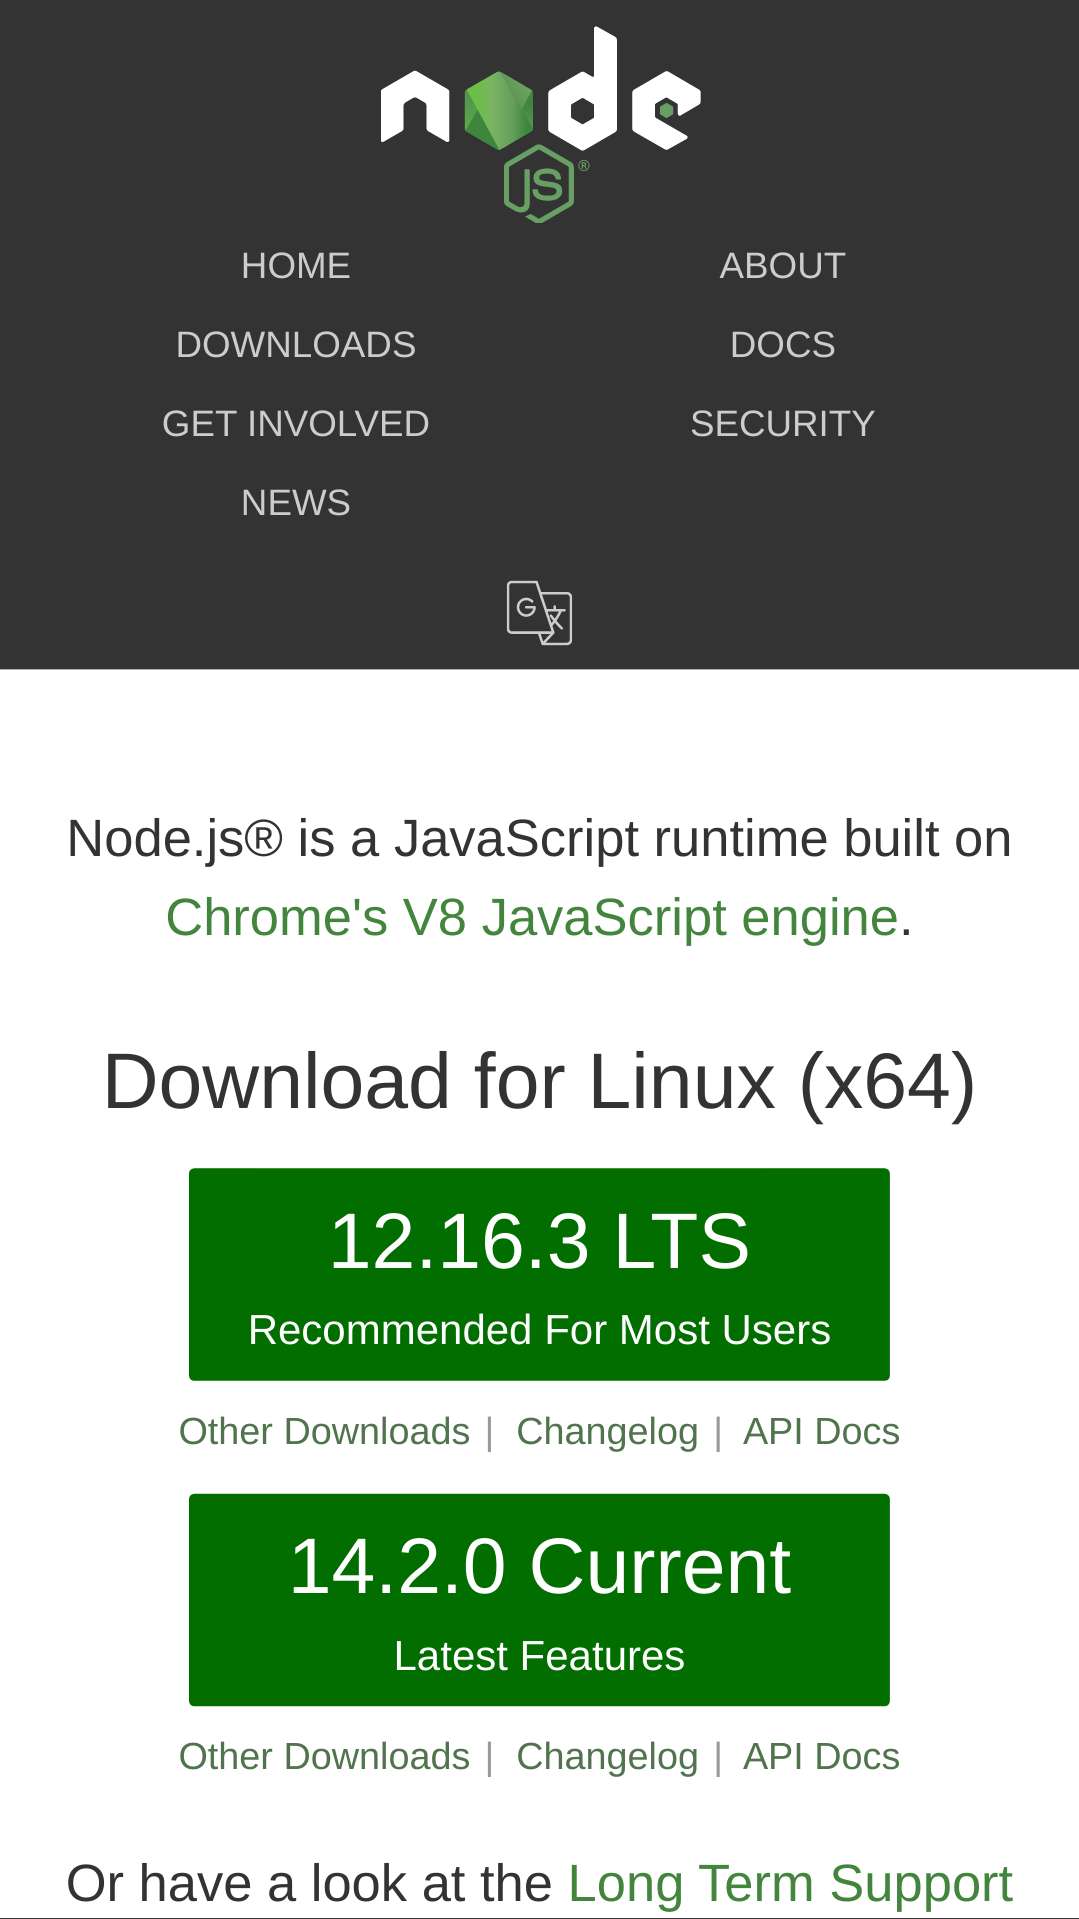 node
JS®
HOME ABOUT
DOWNLOADS DOCS
GET INVOLVED SECURITY
NEWS
G 文
Node.js® is a JavaScript runtime built on
Chrome's V8 JavaScript engine.
Download for Linux (x64)
12.16.3 LTS
Recommended For Most Users
Other Downloads | Changelog | API Docs
14.2.0 Current
Latest Features
Other Downloads | Changelog | API Docs
Or have a look at the Long Term Support